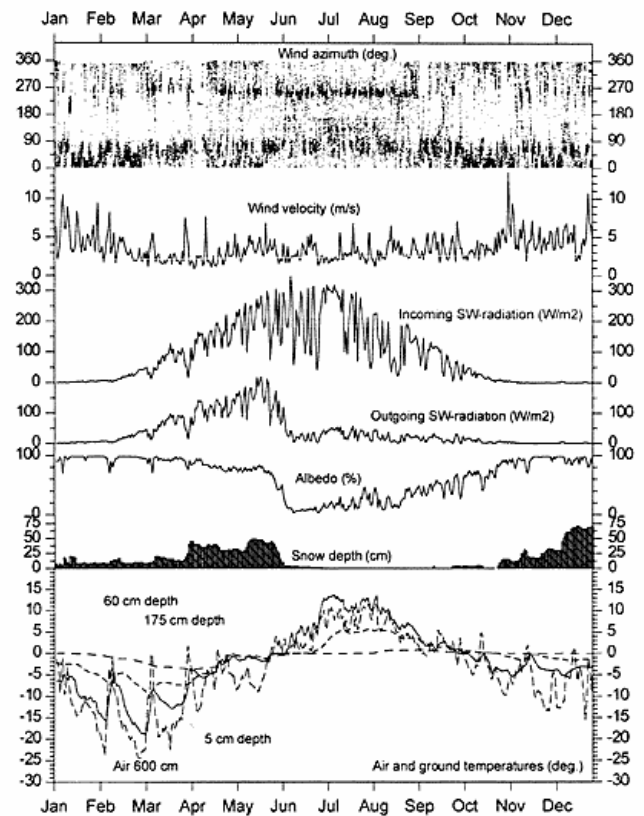 Jan Feb Mar Apr May Jun Jul Aug Sep Oct Nov Dec
Wind azimuth (deg.)
360 360
270 270
180 180
90 90
0 0
Wind velocity (m/s)
10 10
5 5
0 0
300 300
Incoming SW-radiation (W/m2)
200 200
100 100
0 0
Outgoing SW-radiation (W/m2)
100 100
0 0
100 100
Albedo (%)
0 0
75 75
50 50
Snow depth (cm)
25 25
0 0
15 15
60 cm depth
10 10
175 cm depth
5 5
0 0
-5 -5
-10 -10
-15 -15
-20 -20
5 cm depth
-25 -25
Air 600 cm Air and ground temperatures (deg.)
-30 -30
Jan Feb Mar Apr May Jun Jul Aug Sep Oct Nov Dec